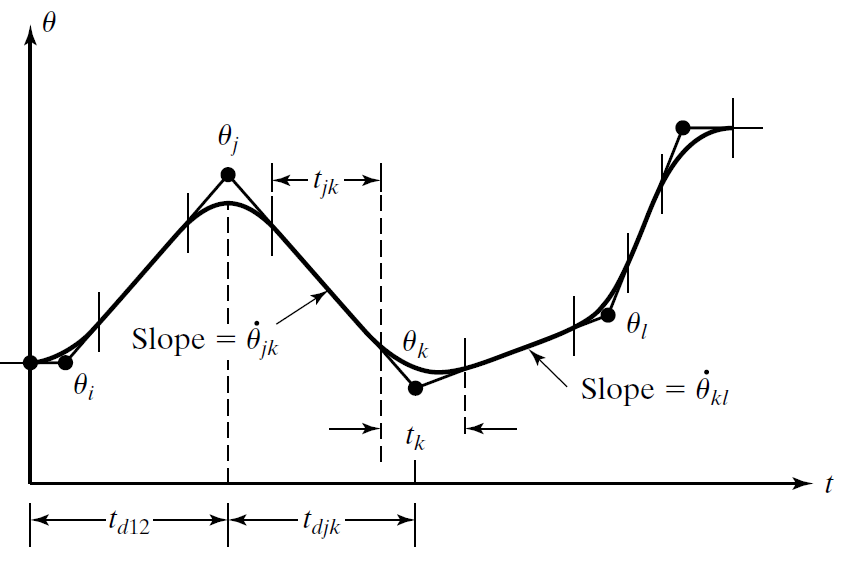 θ
θj
tjk
Slope = θ̇jk
θk
θl
θi
Slope = θ̇kl
tk
t
td12
tdjk